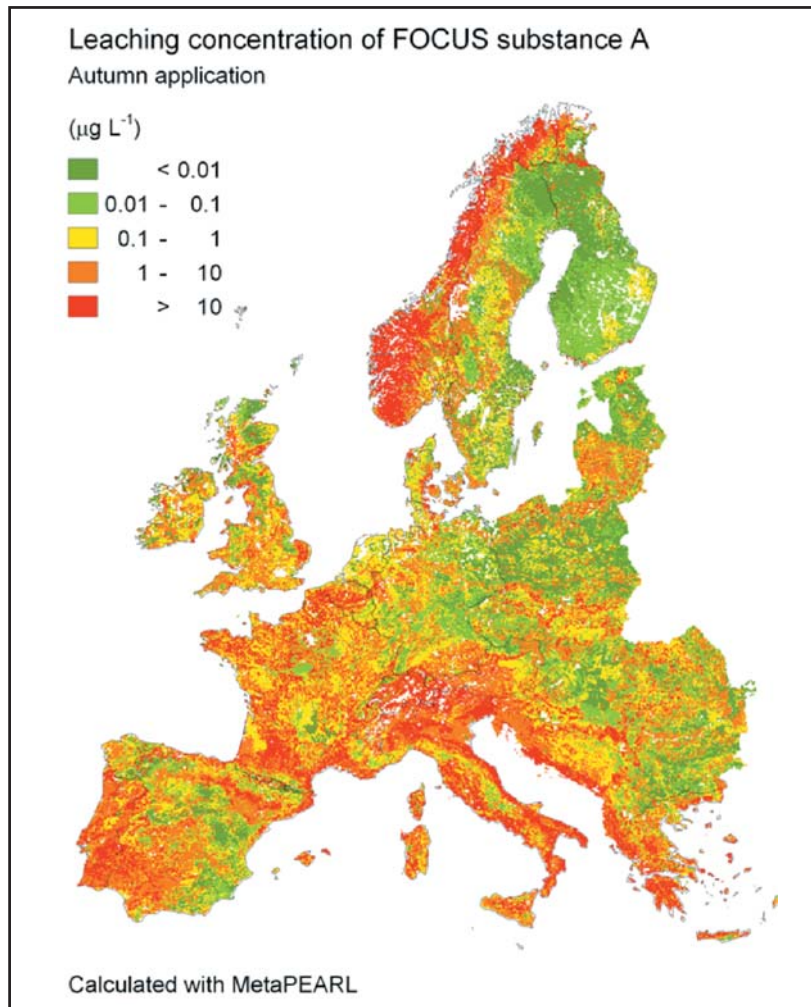 Leaching concentration of FOCUS substance A
Autumn application
(µg L⁻¹)
< 0.01
0.01 - 0.1
0.1 - 1
1 - 10
> 10
Calculated with MetaPEARL